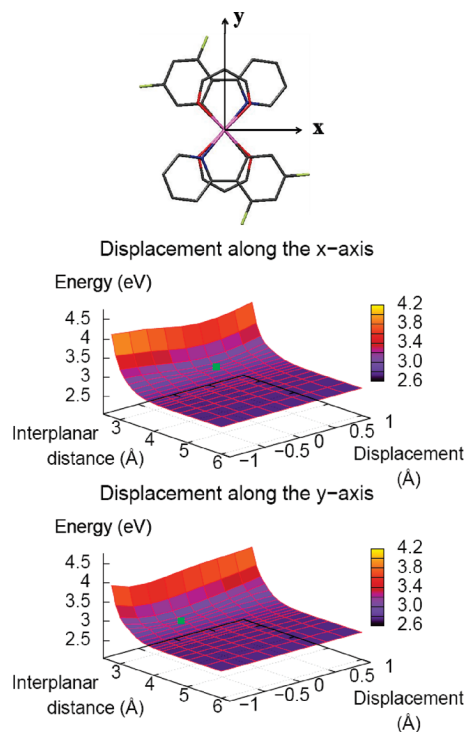 y
x
Displacement along the x−axis
Energy (eV)
4.5
4
3.5
3
2.5
4.2
3.8
3.4
3.0
2.6
Interplanar
distance (Å)
3
4
5
6
−1
−0.5
0
0.5
1
Displacement
(Å)
Displacement along the y−axis
Energy (eV)
4.5
4
3.5
3
2.5
4.2
3.8
3.4
3.0
2.6
Interplanar
distance (Å)
3
4
5
6
−1
−0.5
0
0.5
1
Displacement
(Å)